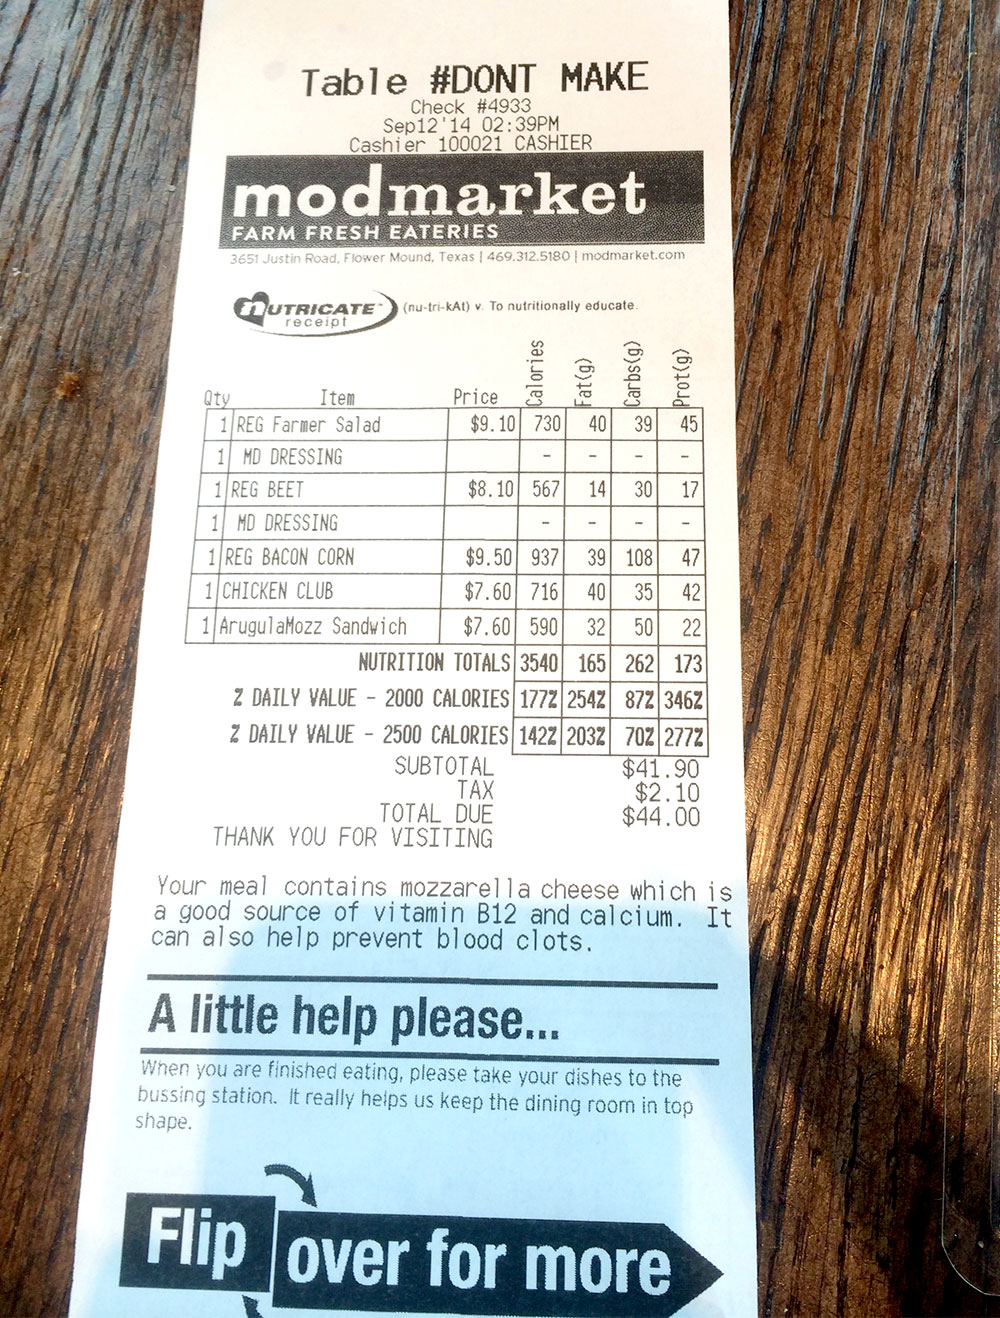 Table #DONT MAKE
Check #4933
Sep12'14 02:39PM
Cashier 100021 CASHIER
modmarket
FARM FRESH EATERIES
3651 Justin Road, Flower Mound, Texas | 469.312.5180 | modmarket.com
nUTRICATE receipt (nu-tri-kAt) v. To nutritionally educate.
Qty Item Price Calories Fat(g) Carbs(g) Prot(g)
1 REG Farmer Salad $9.10 730 40 39 45
1 MD DRESSING - - - -
1 REG BEET $8.10 567 14 30 17
1 MD DRESSING - - - -
1 REG BACON CORN $9.50 937 39 108 47
1 CHICKEN CLUB $7.60 716 40 35 42
1 ArugulaMozz Sandwich $7.60 590 32 50 22
NUTRITION TOTALS 3540 165 262 173
% DAILY VALUE - 2000 CALORIES 177% 254% 87% 346%
% DAILY VALUE - 2500 CALORIES 142% 203% 70% 277%
SUBTOTAL $41.90
TAX $2.10
TOTAL DUE $44.00
THANK YOU FOR VISITING
Your meal contains mozzarella cheese which is
a good source of vitamin B12 and calcium. It
can also help prevent blood clots.
A little help please...
When you are finished eating, please take your dishes to the
bussing station. It really helps us keep the dining room in top
shape.
Flip over for more